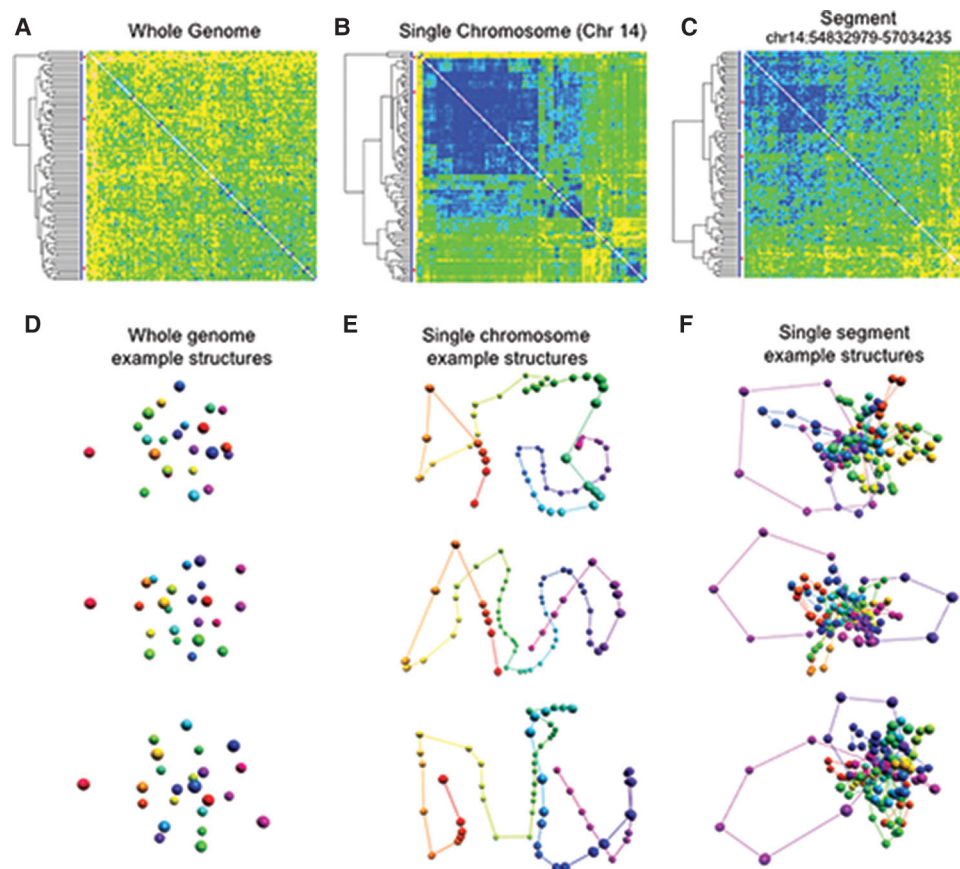 A
Whole Genome
B
Single Chromosome (Chr 14)
C
Segment
chr14:54832979-57034235
D
Whole genome
example structures
E
Single chromosome
example structures
F
Single segment
example structures